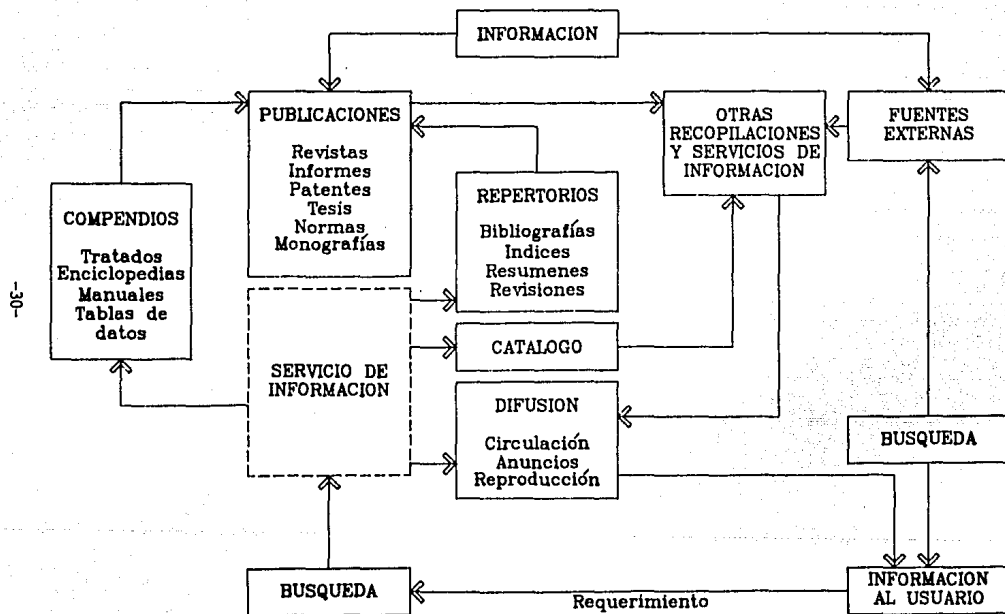 INFORMACION
PUBLICACIONES
Revistas
Informes
Patentes
Tesis
Normas
Monografías
OTRAS
RECOPILACIONES
Y SERVICIOS DE
INFORMACION
FUENTES
EXTERNAS
COMPENDIOS
Tratados
Enciclopedias
Manuales
Tablas de
datos
REPERTORIOS
Bibliografías
Indices
Resumenes
Revisiones
-30-
SERVICIO DE
INFORMACION
CATALOGO
DIFUSION
Circulación
Anuncios
Reproducción
BUSQUEDA
BUSQUEDA
Requerimiento
INFORMACION
AL USUARIO